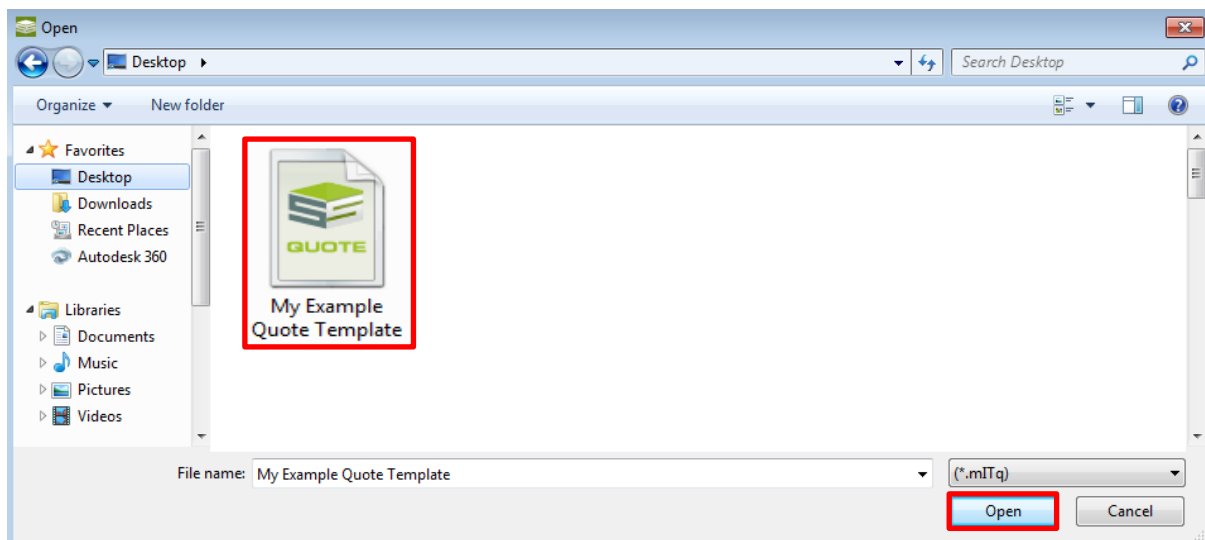 Open
Desktop
Search Desktop
Organize
New folder
Favorites
Desktop
Downloads
Recent Places
Autodesk 360
Libraries
Documents
Music
Pictures
Videos
SE
QUOTE
My Example
Quote Template
File name: My Example Quote Template
(*.mITq)
Open
Cancel